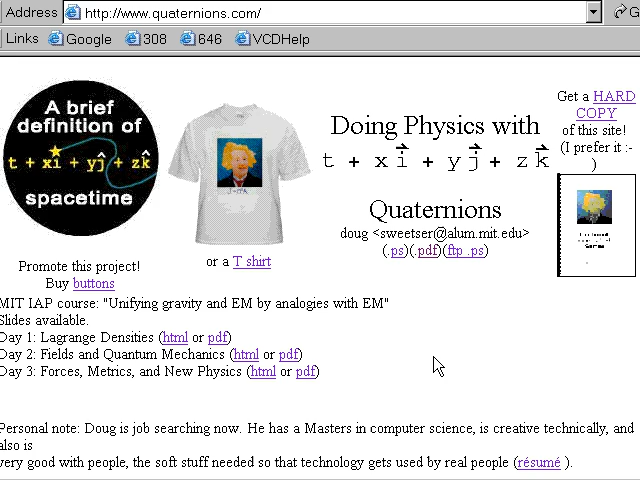 Address http://www.quaternions.com/ G
Links Google 308 646 VCDHelp
A brief
definition of
t + xi + yj + zk
spacetime
Promote this project!
Buy buttons
or a T shirt
Doing Physics with
t + x i + y j + z k
Quaternions
doug <sweetser@alum.mit.edu>
(.ps)(.pdf)(ftp .ps)
Get a HARD
COPY
of this site!
(I prefer it :-
)
MIT IAP course: "Unifying gravity and EM by analogies with EM"
Slides available.
Day 1: Lagrange Densities (html or pdf)
Day 2: Fields and Quantum Mechanics (html or pdf)
Day 3: Forces, Metrics, and New Physics (html or pdf)
Personal note: Doug is job searching now. He has a Masters in computer science, is creative technically, and
also is
very good with people, the soft stuff needed so that technology gets used by real people (résumé ).